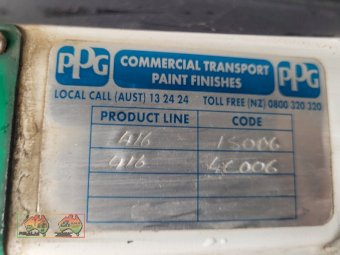 PPG COMMERCIAL TRANSPORT PAINT FINISHES PPG
LOCAL CALL (AUST) 13 24 24 TOLL FREE (NZ) 0800 320 320
PRODUCT LINE CODE
416 15006
416 46006